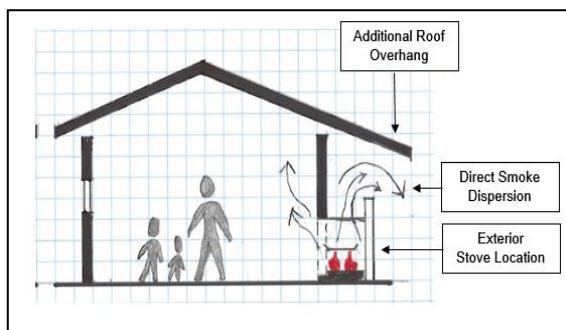 Additional Roof
Overhang
Direct Smoke
Dispersion
Exterior
Stove Location